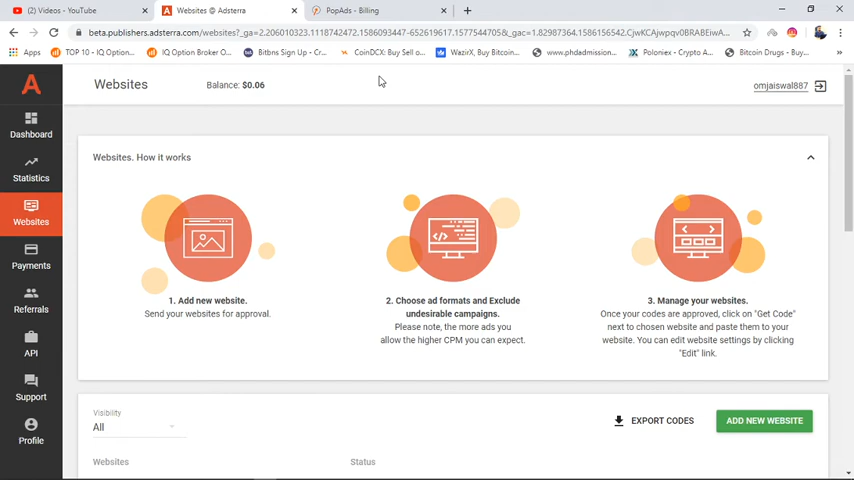 (2) Videos - YouTube
Websites @ Adsterra
PopAds - Billing
beta.publishers.adsterra.com/websites?_ga=2.206010323.1118742472.1586093447-652619617.1577544705&_gac=1.82987364.1586156542.CjwKCAjwpqv0BRABEiwA...
Apps
TOP 10 - IQ Option...
IQ Option Broker O...
Bitbns Sign Up - Cr...
CoinDCX: Buy Sell o...
WazirX, Buy Bitcoin...
www.phdadmission...
Poloniex - Crypto A...
Bitcoin Drugs - Buy...
Websites
Balance: $0.06
omjaiswal887
Dashboard
Statistics
Websites
Payments
Referrals
API
Support
Profile
Websites. How it works
1. Add new website.
Send your websites for approval.
2. Choose ad formats and Exclude
undesirable campaigns.
Please note, the more ads you
allow the higher CPM you can expect.
3. Manage your websites.
Once your codes are approved, click on "Get Code"
next to chosen website and paste them to your
website. You can edit website settings by clicking
"Edit" link.
Visibility
All
EXPORT CODES
ADD NEW WEBSITE
Websites
Status